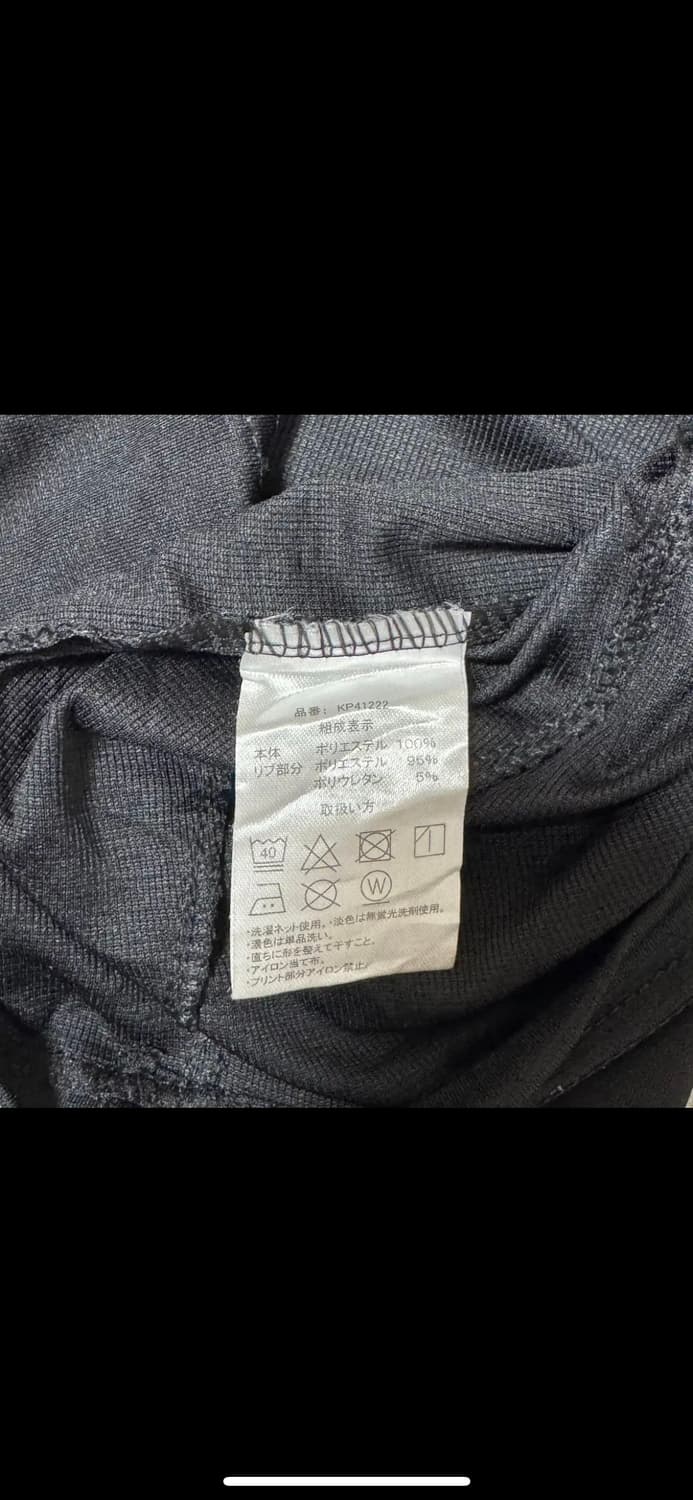 品番： KP41222
組成表示
本体 ポリエステル 100%
リブ部分 ポリエステル 95%
ポリウレタン 5%
取扱い方
40
W
・洗濯ネット使用。・淡色は無蛍光洗剤使用。
・濃色は単品洗い。
・直ちに形を整えて干すこと。
・アイロン当て布。
・プリント部分アイロン禁止。